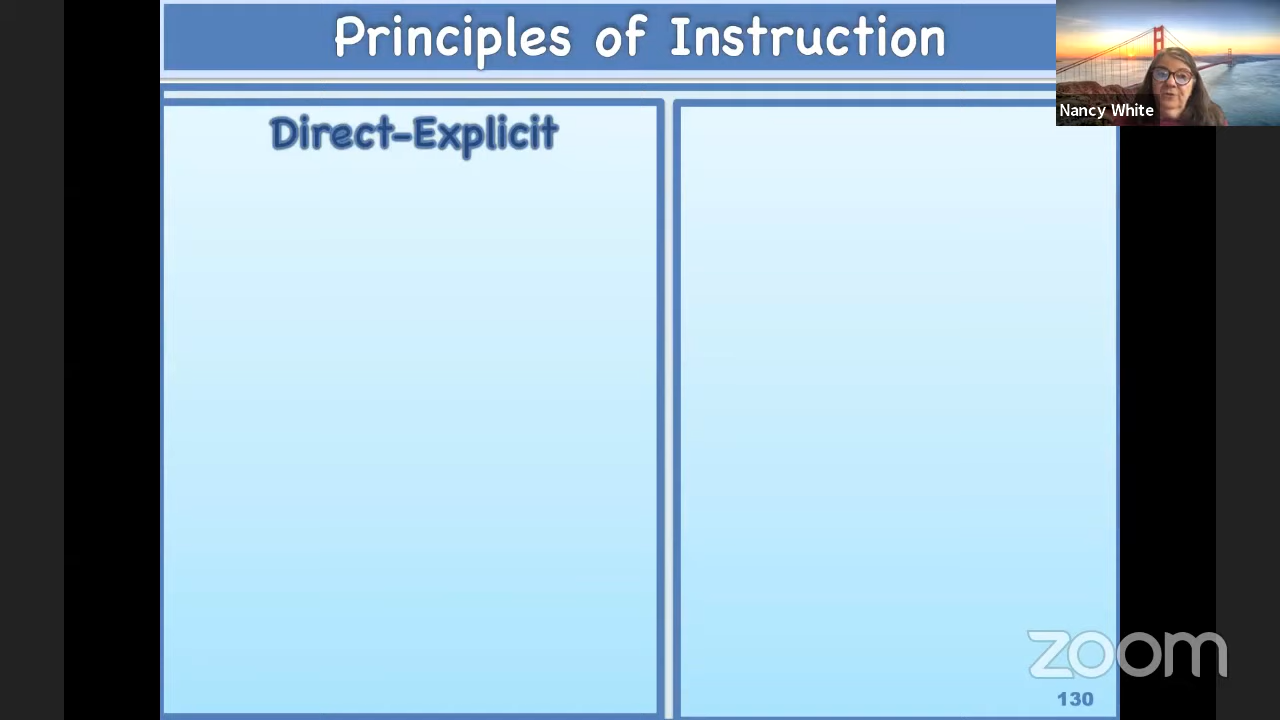 Principles of Instruction
Nancy White
Direct-Explicit
zoom
130